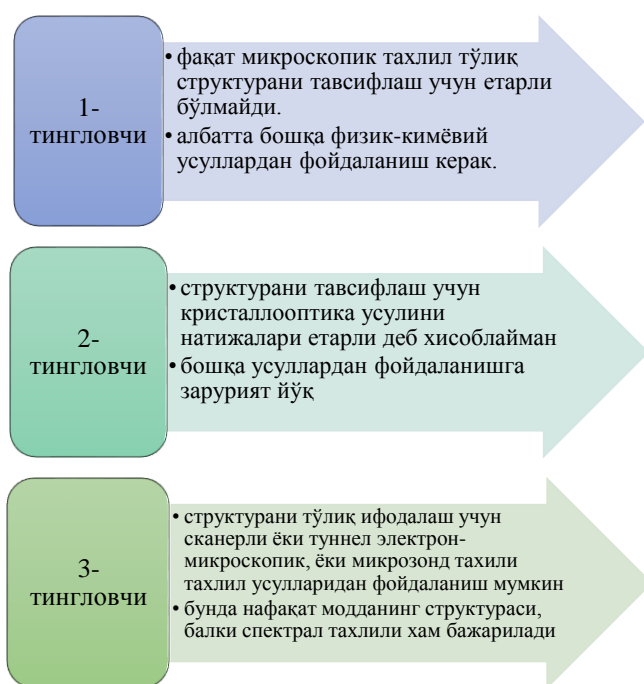 1-
тингловчи
• фақат микроскопик тахлил тўлиқ
структурани тавсифлаш учун етарли
бўлмайди.
• албатта бошқа физик-кимёвий
усуллардан фойдаланиш керак.
2-
тингловчи
• структурани тавсифлаш учун
кристаллооптика усулини
натижалари етарли деб хисоблайман
• бошқа усуллардан фойдаланишга
зарурият йўқ
3-
тингловчи
• структурани тўлиқ ифодалаш учун
сканерли ёки туннел электрон-
микроскопик, ёки микрозонд тахили
тахлил усулларидан фойдаланиш мумкин
• бунда нафақат модданинг структураси,
балки спектрал тахлили хам бажарилади